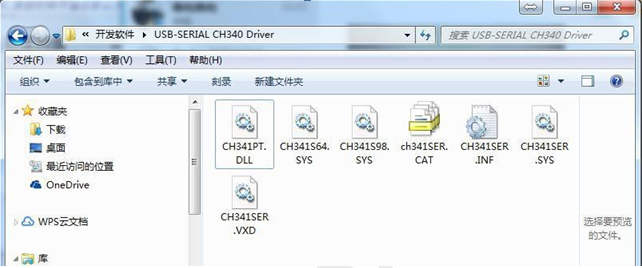 开发软件 ▸ USB-SERIAL CH340 Driver
搜索 USB-SERIAL CH340 Driver
文件(F) 编辑(E) 查看(V) 工具(T) 帮助(H)
组织 包含到库中 共享 刻录 新建文件夹
收藏夹
下载
桌面
最近访问的位置
OneDrive
WPS云文档
库
CH341PT
.DLL
CH341S64
.SYS
CH341S98
.SYS
ch341SER
.CAT
CH341SER
.INF
CH341SER
.SYS
CH341SER
.VXD
选择要预览
的文件。